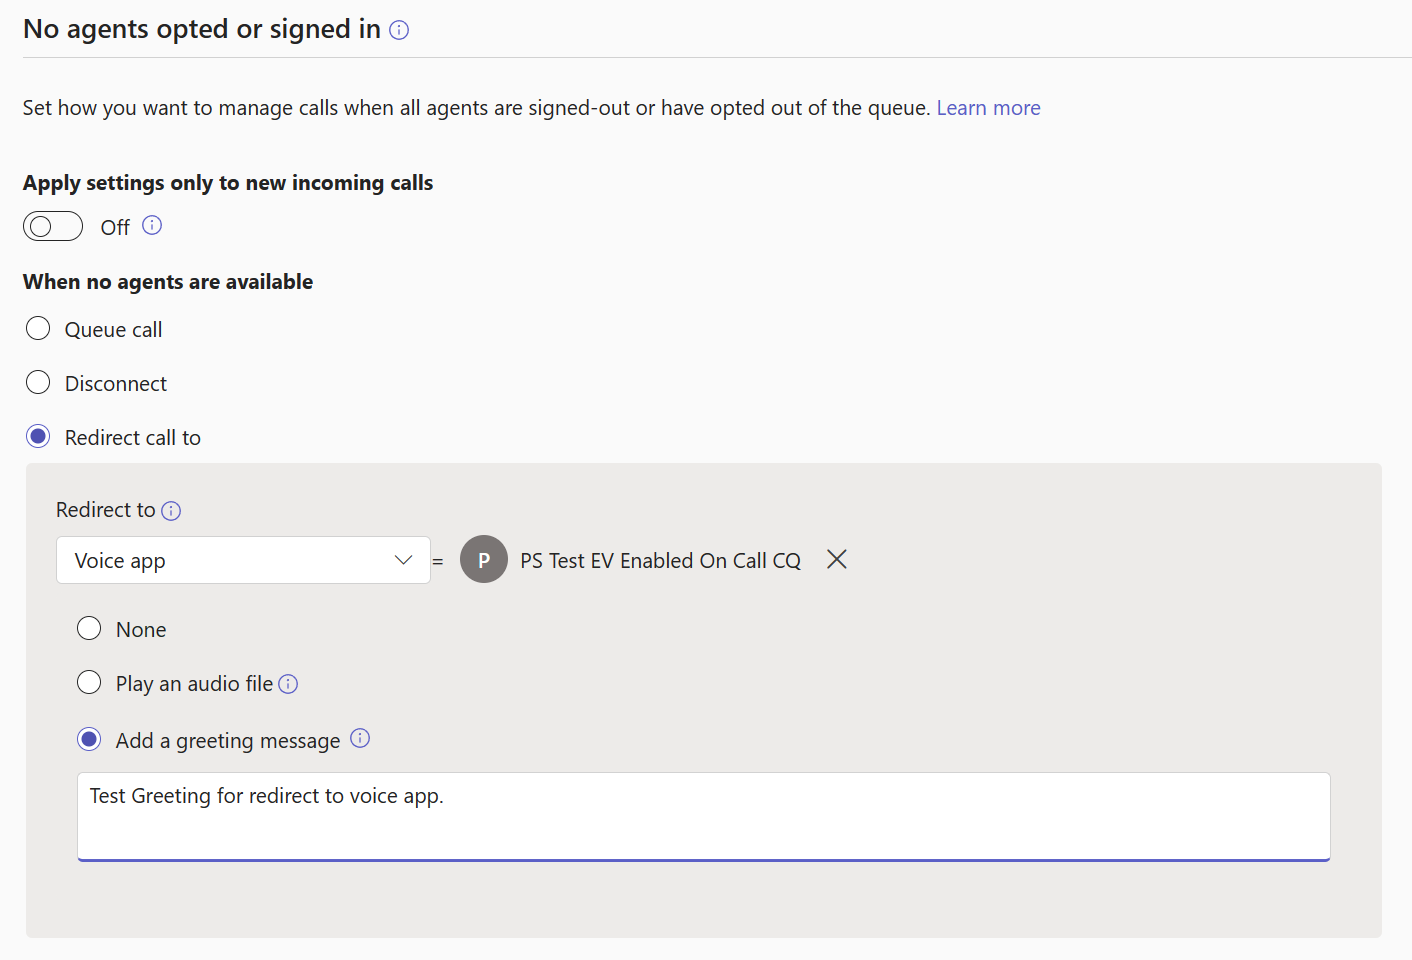 No agents opted or signed in
Set how you want to manage calls when all agents are signed-out or have opted out of the queue. Learn more
Apply settings only to new incoming calls
Off
When no agents are available
Queue call
Disconnect
Redirect call to
Redirect to
Voice app = P PS Test EV Enabled On Call CQ
None
Play an audio file
Add a greeting message
Test Greeting for redirect to voice app.